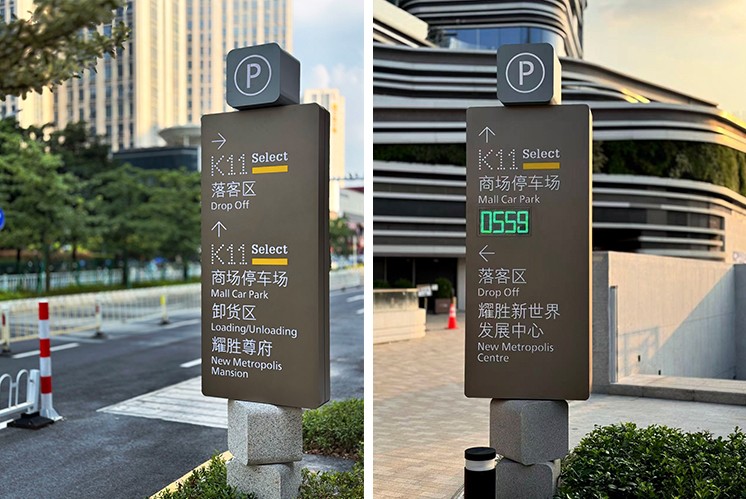 P
→
K11 Select
落客区
Drop Off
↑
K11 Select
商场停车场
Mall Car Park
卸货区
Loading/Unloading
耀胜尊府
New Metropolis
Mansion
P
↑
K11 Select
商场停车场
Mall Car Park
0559
←
落客区
Drop Off
耀胜新世界
发展中心
New Metropolis
Centre